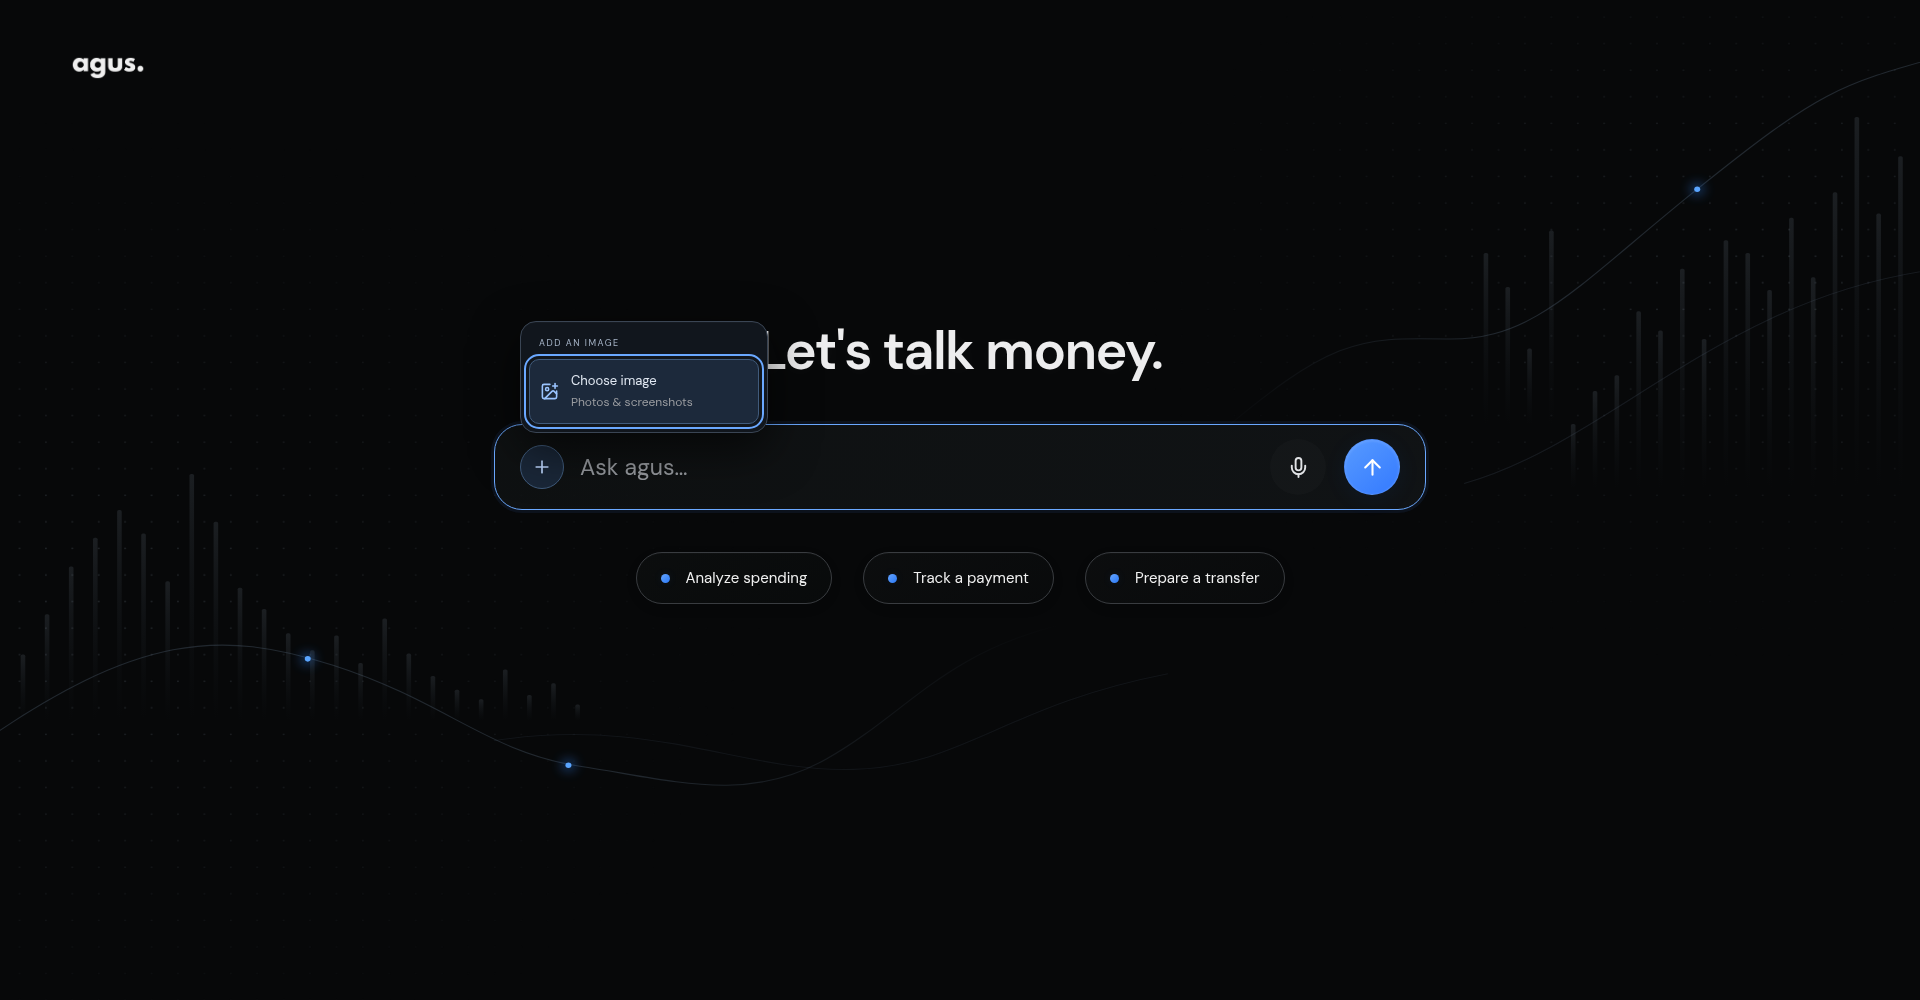 agus.
Let's talk money.
ADD AN IMAGE
Choose image
Photos & screenshots
Ask agus...
Analyze spending
Track a payment
Prepare a transfer